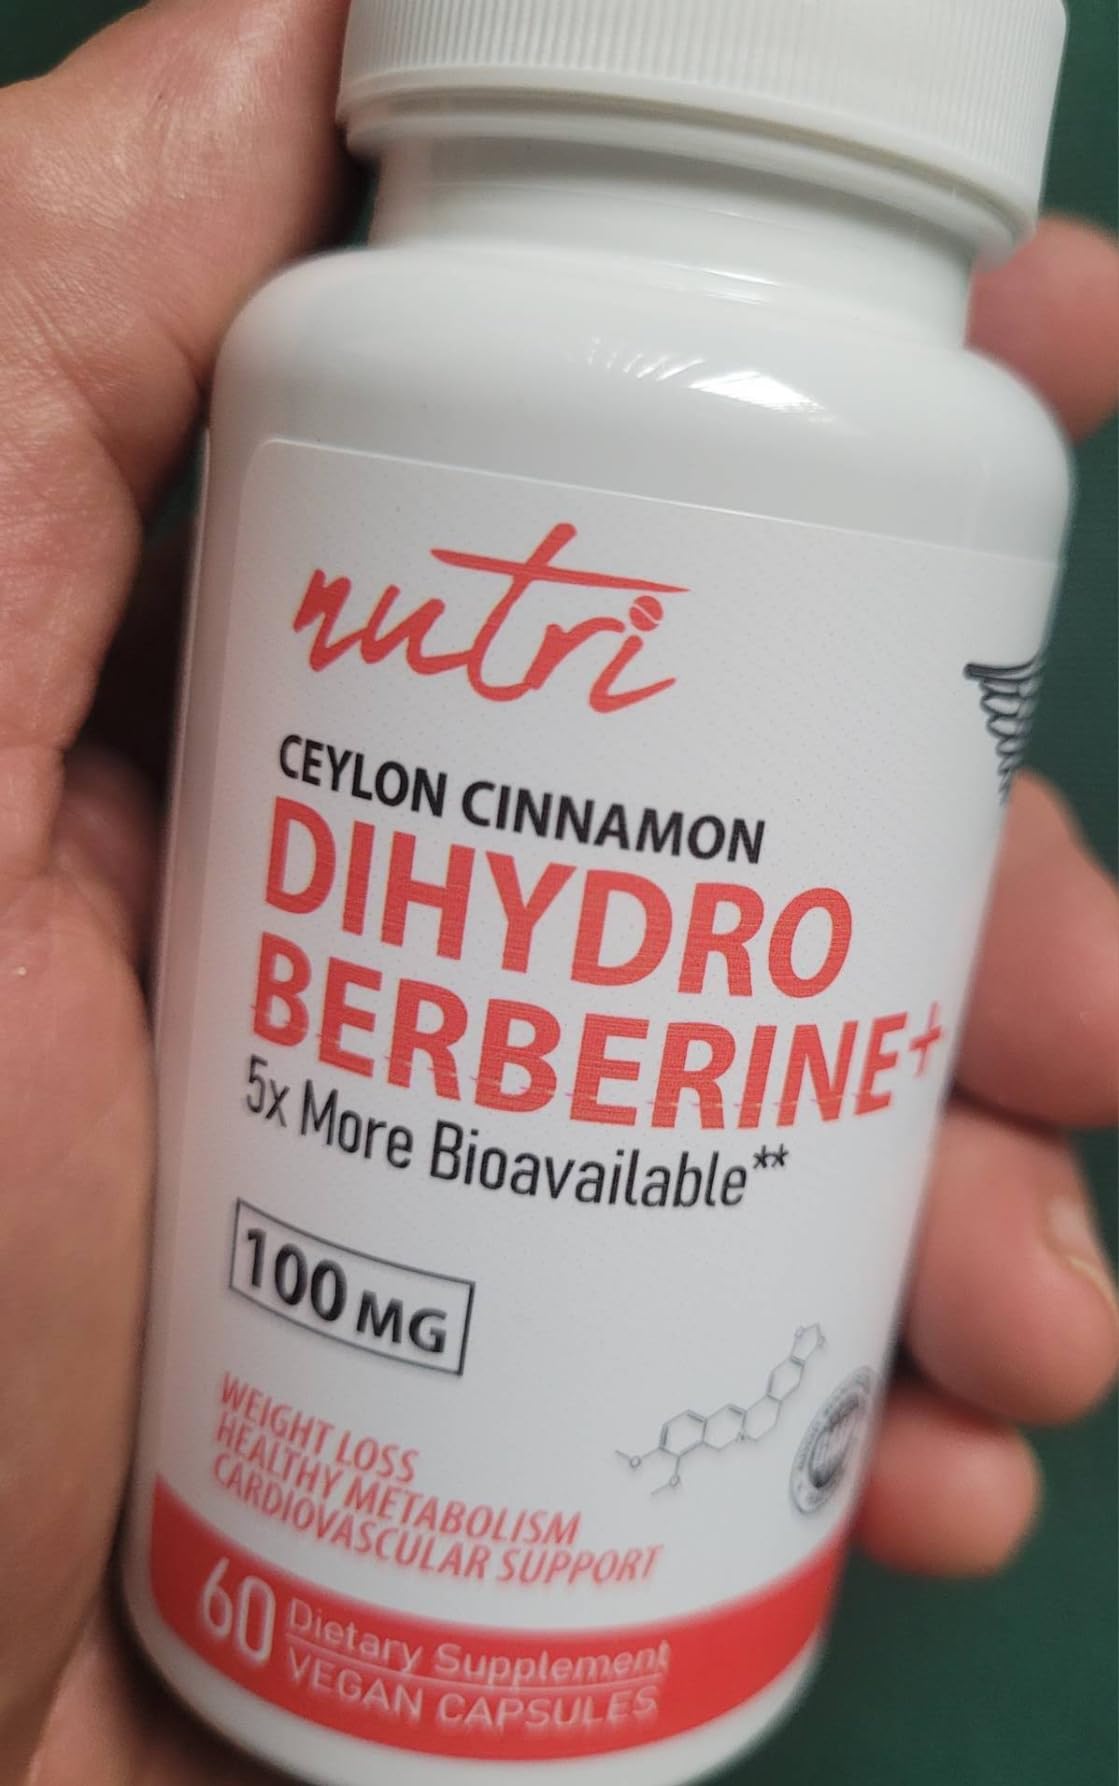 nutri
CEYLON CINNAMON
DIHYDRO
BERBERINE+
5x More Bioavailable**
100 MG
WEIGHT LOSS
HEALTHY METABOLISM
CARDIOVASCULAR SUPPORT
60 Dietary Supplement
VEGAN CAPSULES